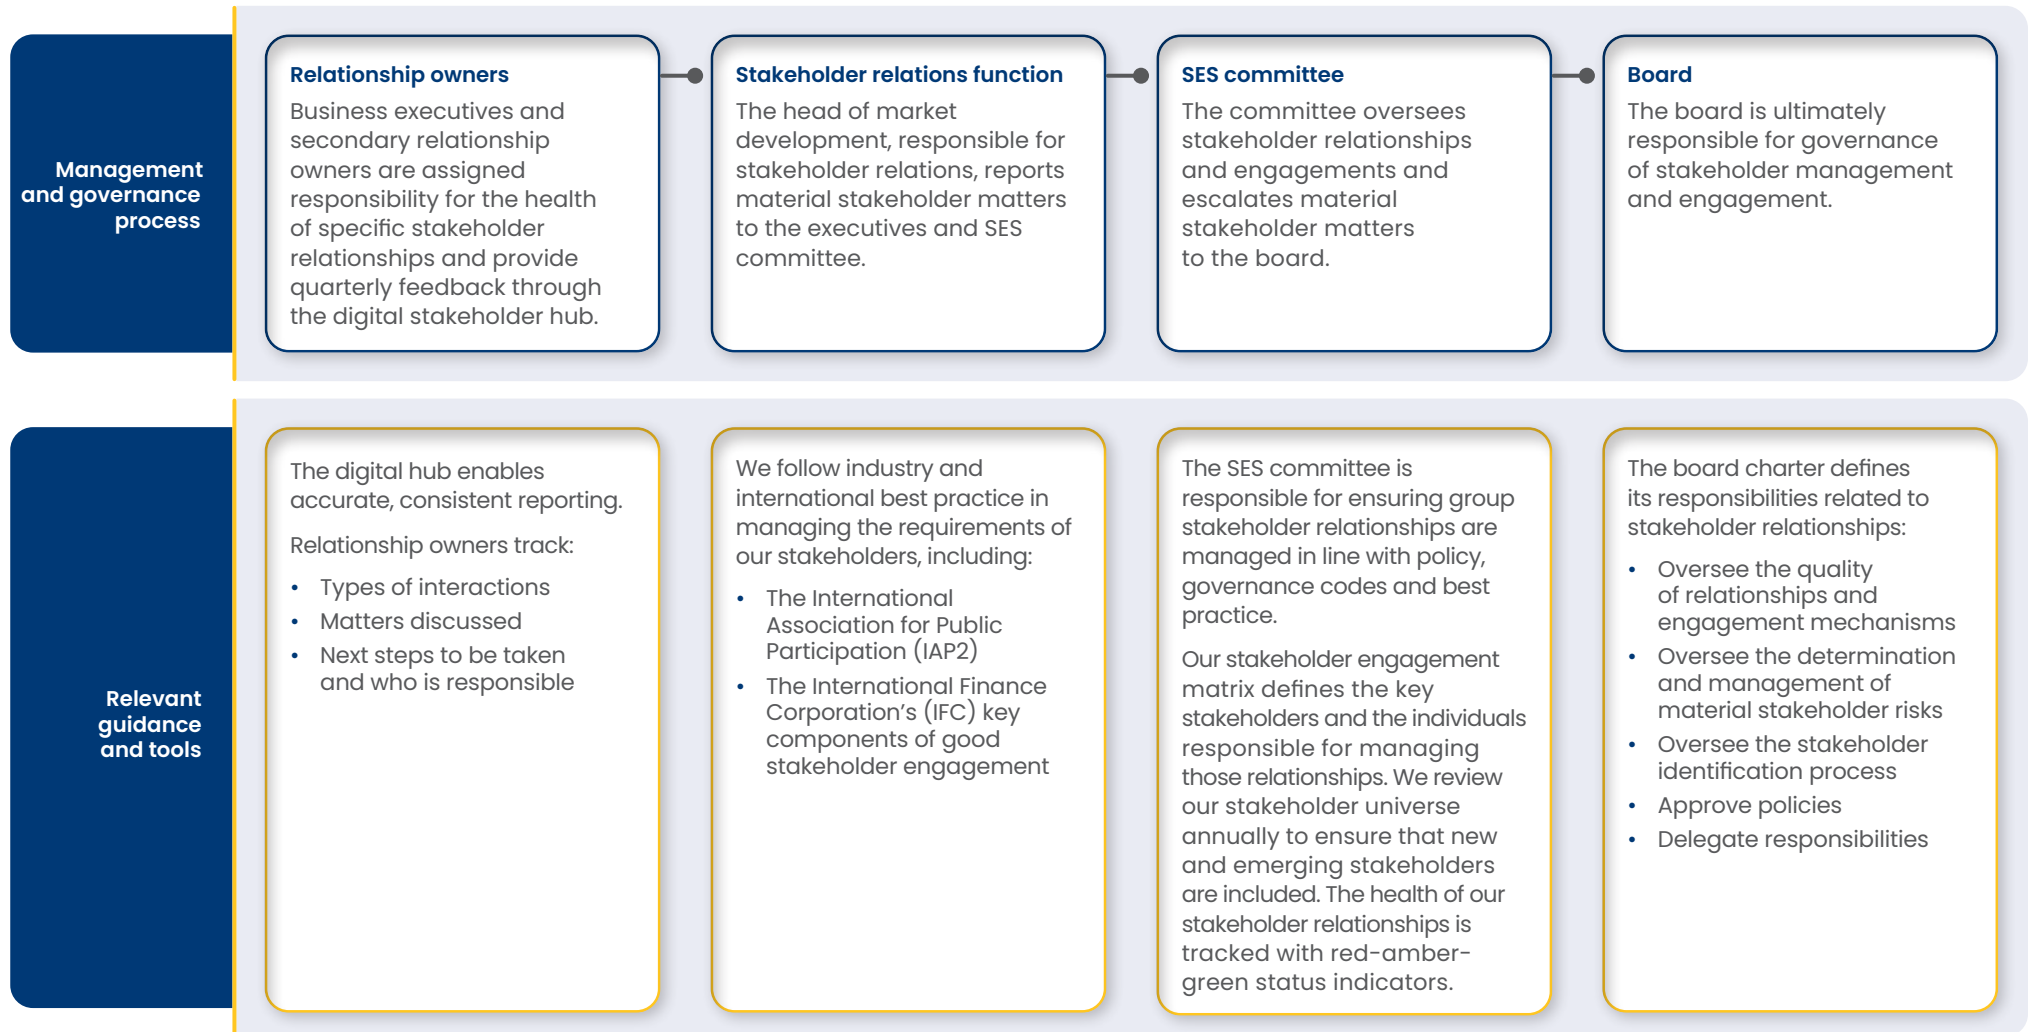 Management
and governance
process
Relationship owners
Business executives and
secondary relationship
owners are assigned
responsibility for the health
of specific stakeholder
relationships and provide
quarterly feedback through
the digital stakeholder hub.
Stakeholder relations function
The head of market
development, responsible for
stakeholder relations, reports
material stakeholder matters
to the executives and SES
committee.
SES committee
The committee oversees
stakeholder relationships
and engagements and
escalates material
stakeholder matters
to the board.
Board
The board is ultimately
responsible for governance
of stakeholder management
and engagement.
Relevant
guidance
and tools
The digital hub enables
accurate, consistent reporting.
Relationship owners track:
• Types of interactions
• Matters discussed
• Next steps to be taken
and who is responsible
We follow industry and
international best practice in
managing the requirements of
our stakeholders, including:
• The International
Association for Public
Participation (IAP2)
• The International Finance
Corporation’s (IFC) key
components of good
stakeholder engagement
The SES committee is
responsible for ensuring group
stakeholder relationships are
managed in line with policy,
governance codes and best
practice.
Our stakeholder engagement
matrix defines the key
stakeholders and the individuals
responsible for managing
those relationships. We review
our stakeholder universe
annually to ensure that new
and emerging stakeholders
are included. The health of our
stakeholder relationships is
tracked with red-amber-
green status indicators.
The board charter defines
its responsibilities related to
stakeholder relationships:
• Oversee the quality
of relationships and
engagement mechanisms
• Oversee the determination
and management of
material stakeholder risks
• Oversee the stakeholder
identification process
• Approve policies
• Delegate responsibilities